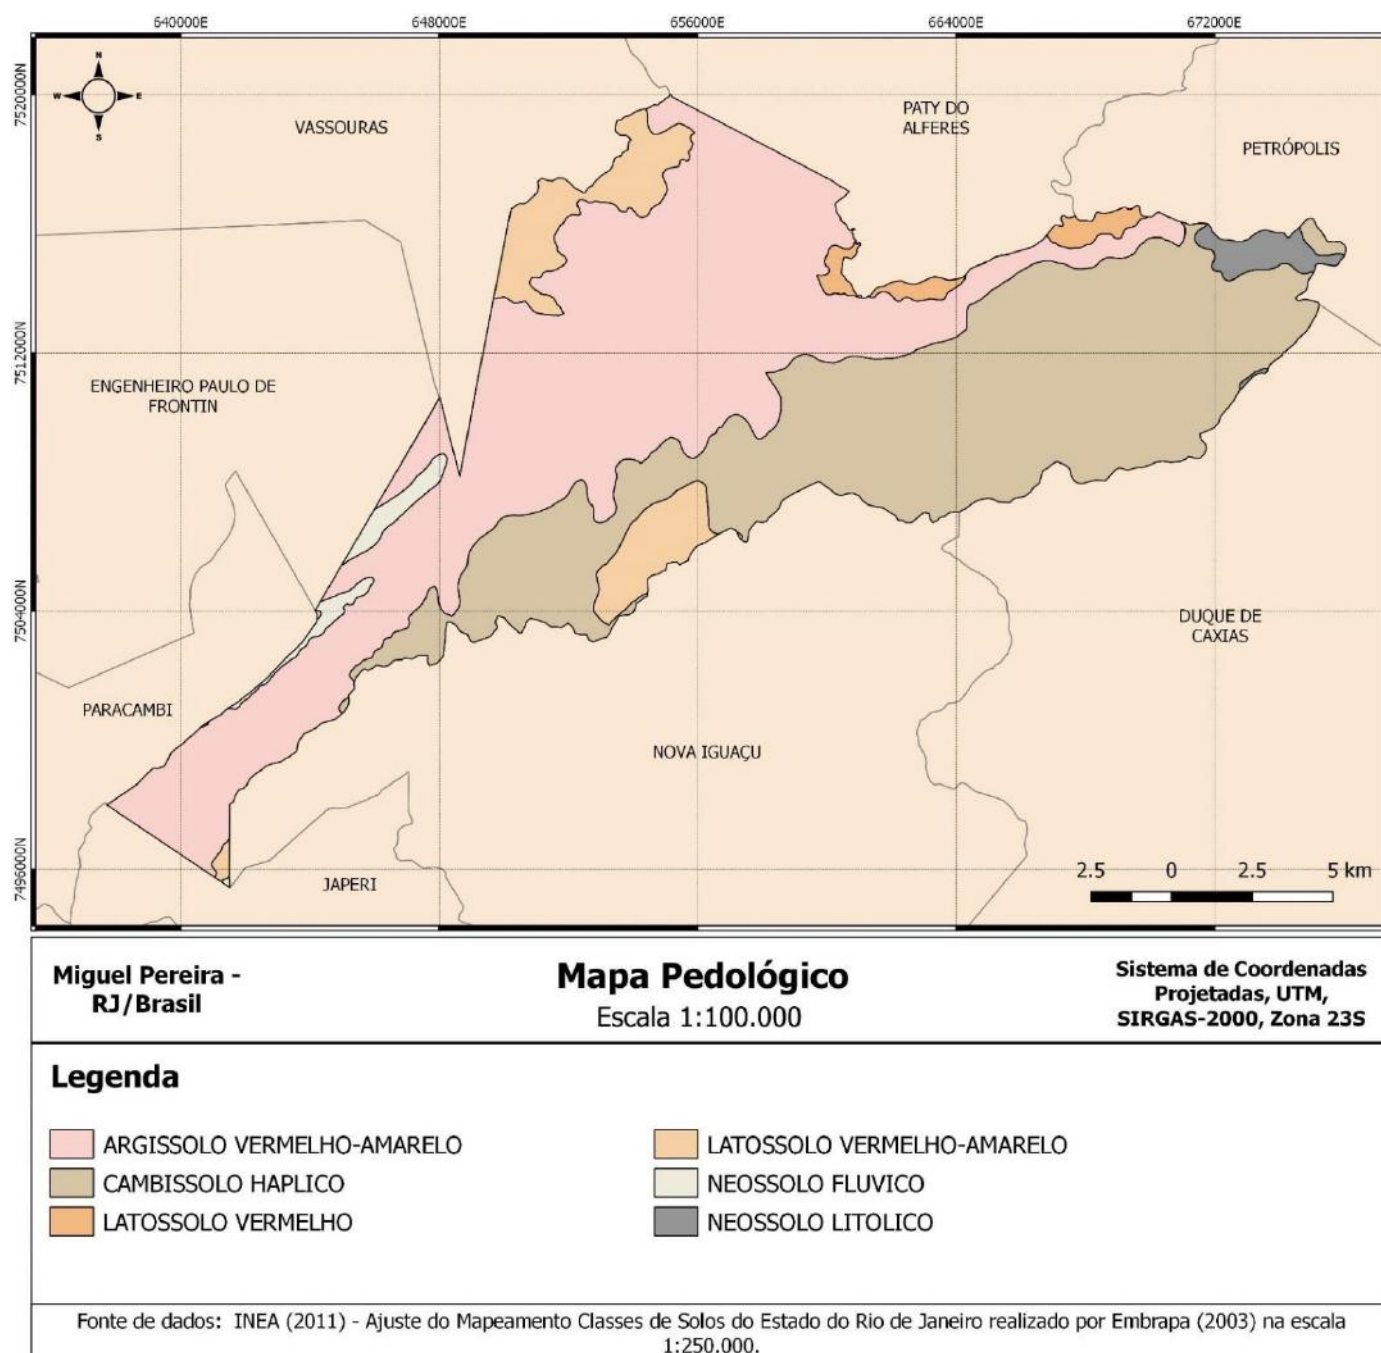 640000E 648000E 656000E 664000E 672000E
7520000N
7512000N
7504000N
7496000N
N
W E
S
VASSOURAS
PATY DO
ALFERES
PETRÓPOLIS
ENGENHEIRO PAULO DE
FRONTIN
DUQUE DE
CAXIAS
PARACAMBI
NOVA IGUAÇU
JAPERI
2.5 0 2.5 5 km
Miguel Pereira -
RJ/Brasil
Mapa Pedológico
Escala 1:100.000
Sistema de Coordenadas
Projetadas, UTM,
SIRGAS-2000, Zona 23S
Legenda
ARGISSOLO VERMELHO-AMARELO
CAMBISSOLO HAPLICO
LATOSSOLO VERMELHO
LATOSSOLO VERMELHO-AMARELO
NEOSSOLO FLUVICO
NEOSSOLO LITOLICO
Fonte de dados: INEA (2011) - Ajuste do Mapeamento Classes de Solos do Estado do Rio de Janeiro realizado por Embrapa (2003) na escala
1:250.000.